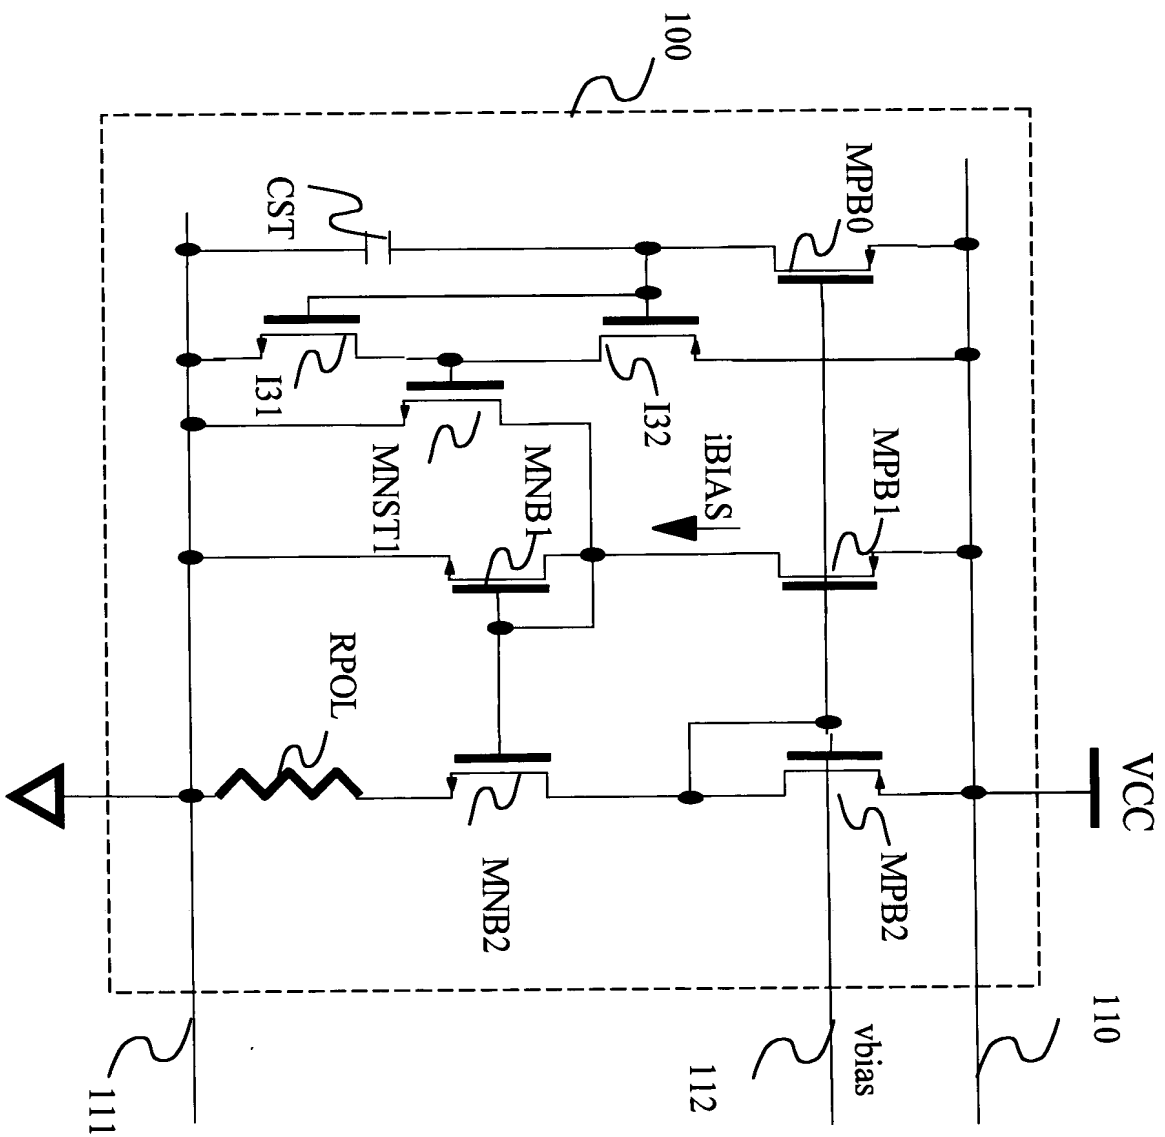 100
VCC
110
MPB0
MPB1
MPB2
vbias
112
iBIAS
I32
CST
I31
MNST1
MNB1
MNB2
RPOL
111